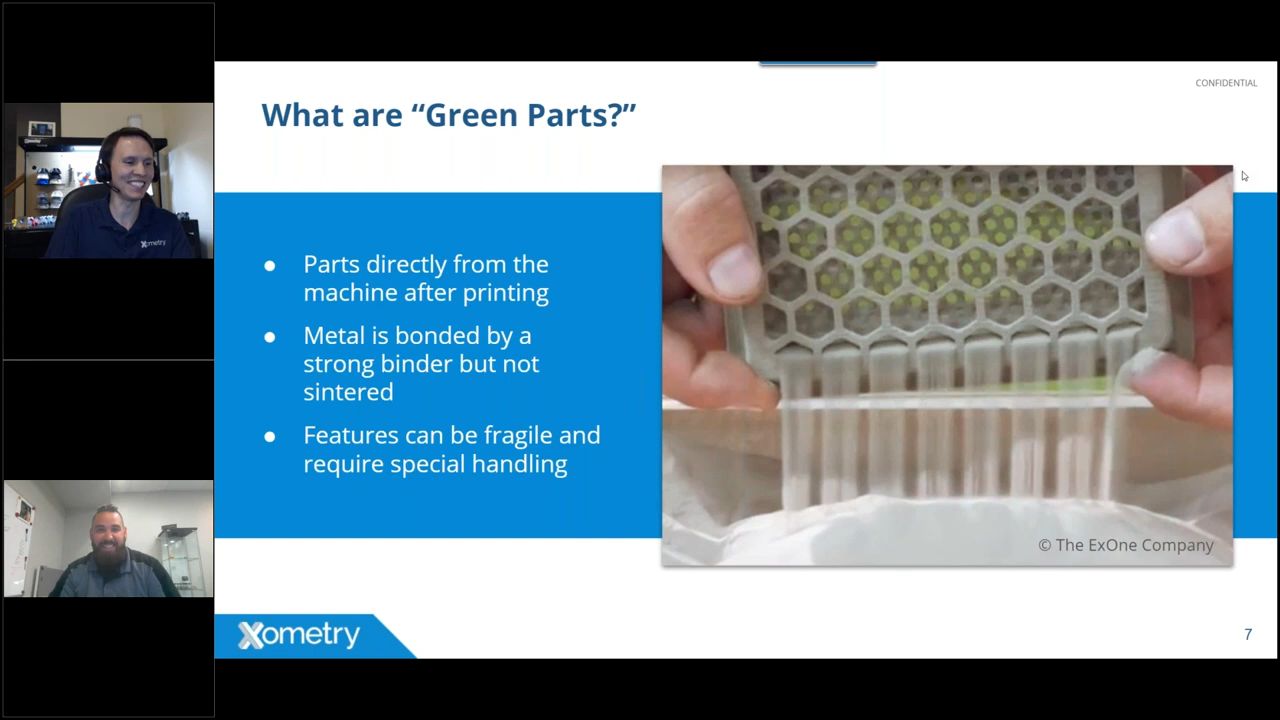 CONFIDENTIAL
What are “Green Parts?”
● Parts directly from the
machine after printing
● Metal is bonded by a
strong binder but not
sintered
● Features can be fragile and
require special handling
© The ExOne Company
Xometry
7
Xometry